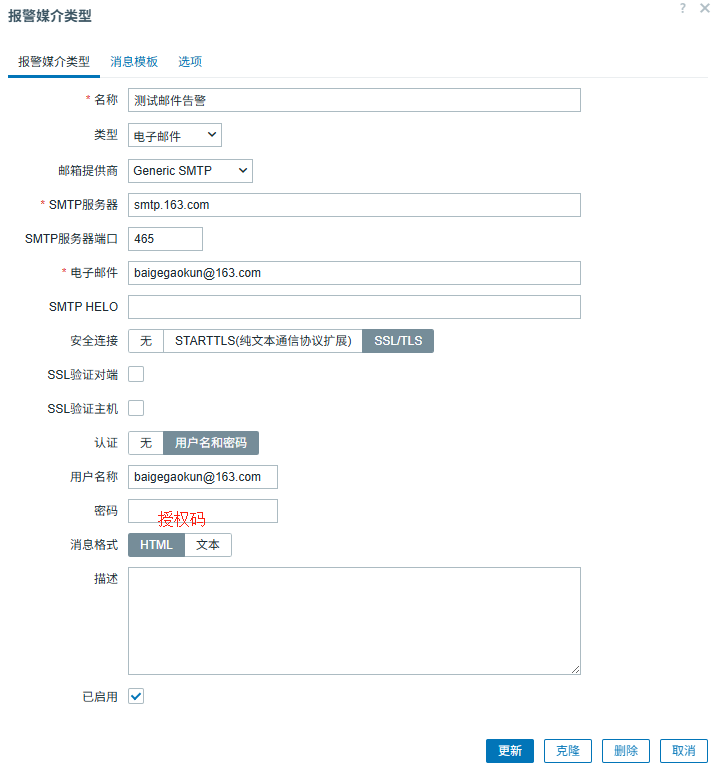 报警媒介类型
?
报警媒介类型 消息模板 选项
* 名称 测试邮件告警
类型 电子邮件
邮箱提供商 Generic SMTP
* SMTP服务器 smtp.163.com
SMTP服务器端口 465
* 电子邮件 baigegaokun@163.com
SMTP HELO
安全连接 无 STARTTLS(纯文本通信协议扩展) SSL/TLS
SSL验证对端
SSL验证主机
认证 无 用户名和密码
用户名称 baigegaokun@163.com
密码 授权码
消息格式 HTML 文本
描述
已启用
更新 克隆 删除 取消